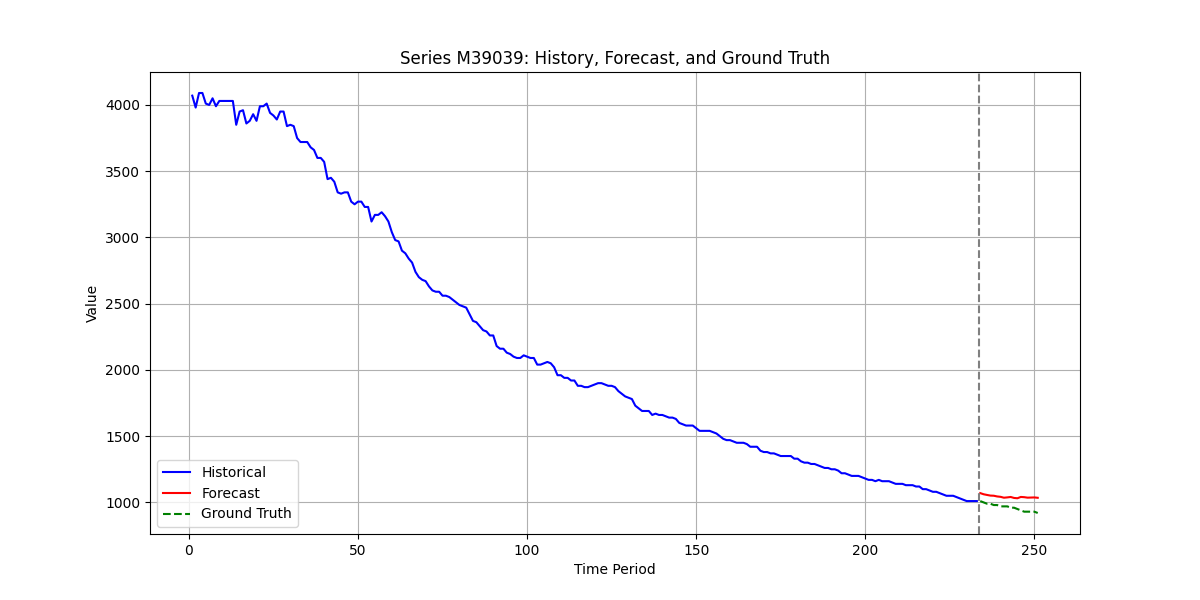 Series M39039: History, Forecast, and Ground Truth
Value
4000
3500
3000
2500
2000
1500
1000
Historical
Forecast
Ground Truth
0
50
100
150
200
250
Time Period